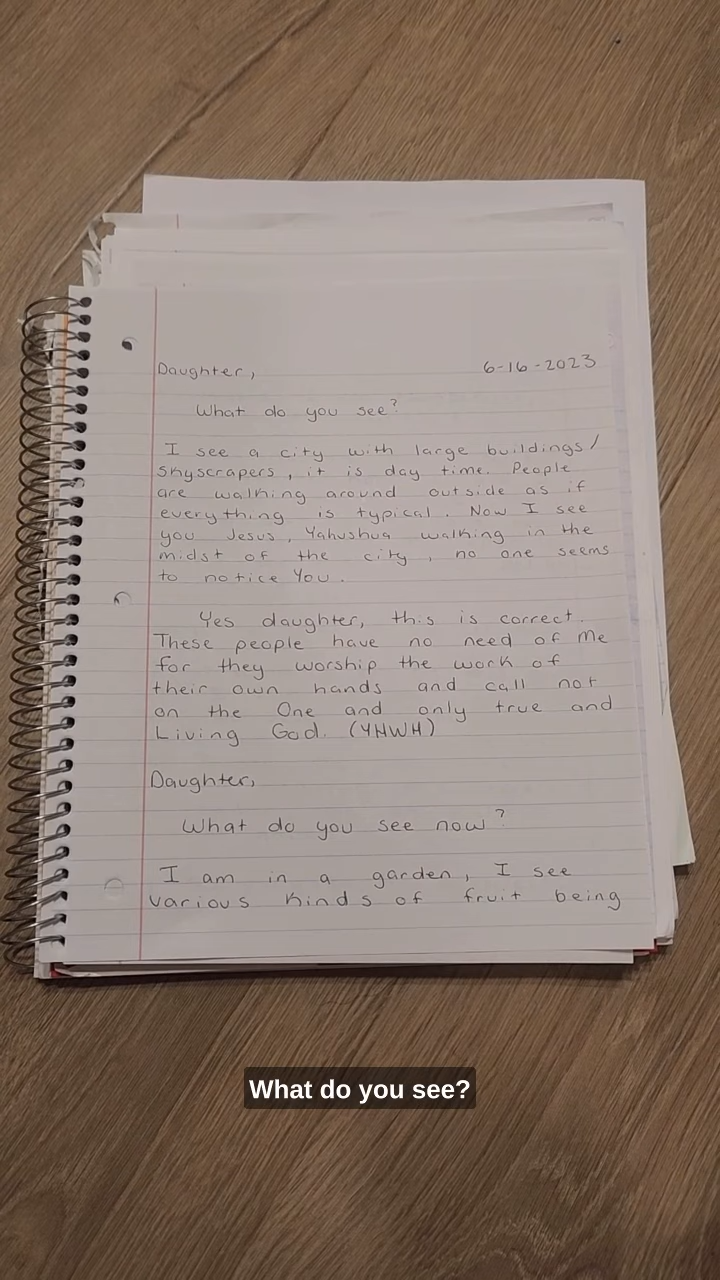 Daughter, 6-16-2023
What do you see?
I see a city with large buildings/
skyscrapers, it is day time. People
are walking around outside as if
everything is typical. Now I see
you Jesus, Yahushua walking in the
midst of the city, no one seems
to notice You.
Yes daughter, this is correct.
These people have no need of Me
for they worship the work of
their own hands and call not
on the One and only true and
Living God. (YHWH)
Daughter,
What do you see now?
I am in a garden, I see
various kinds of fruit being
What do you see?